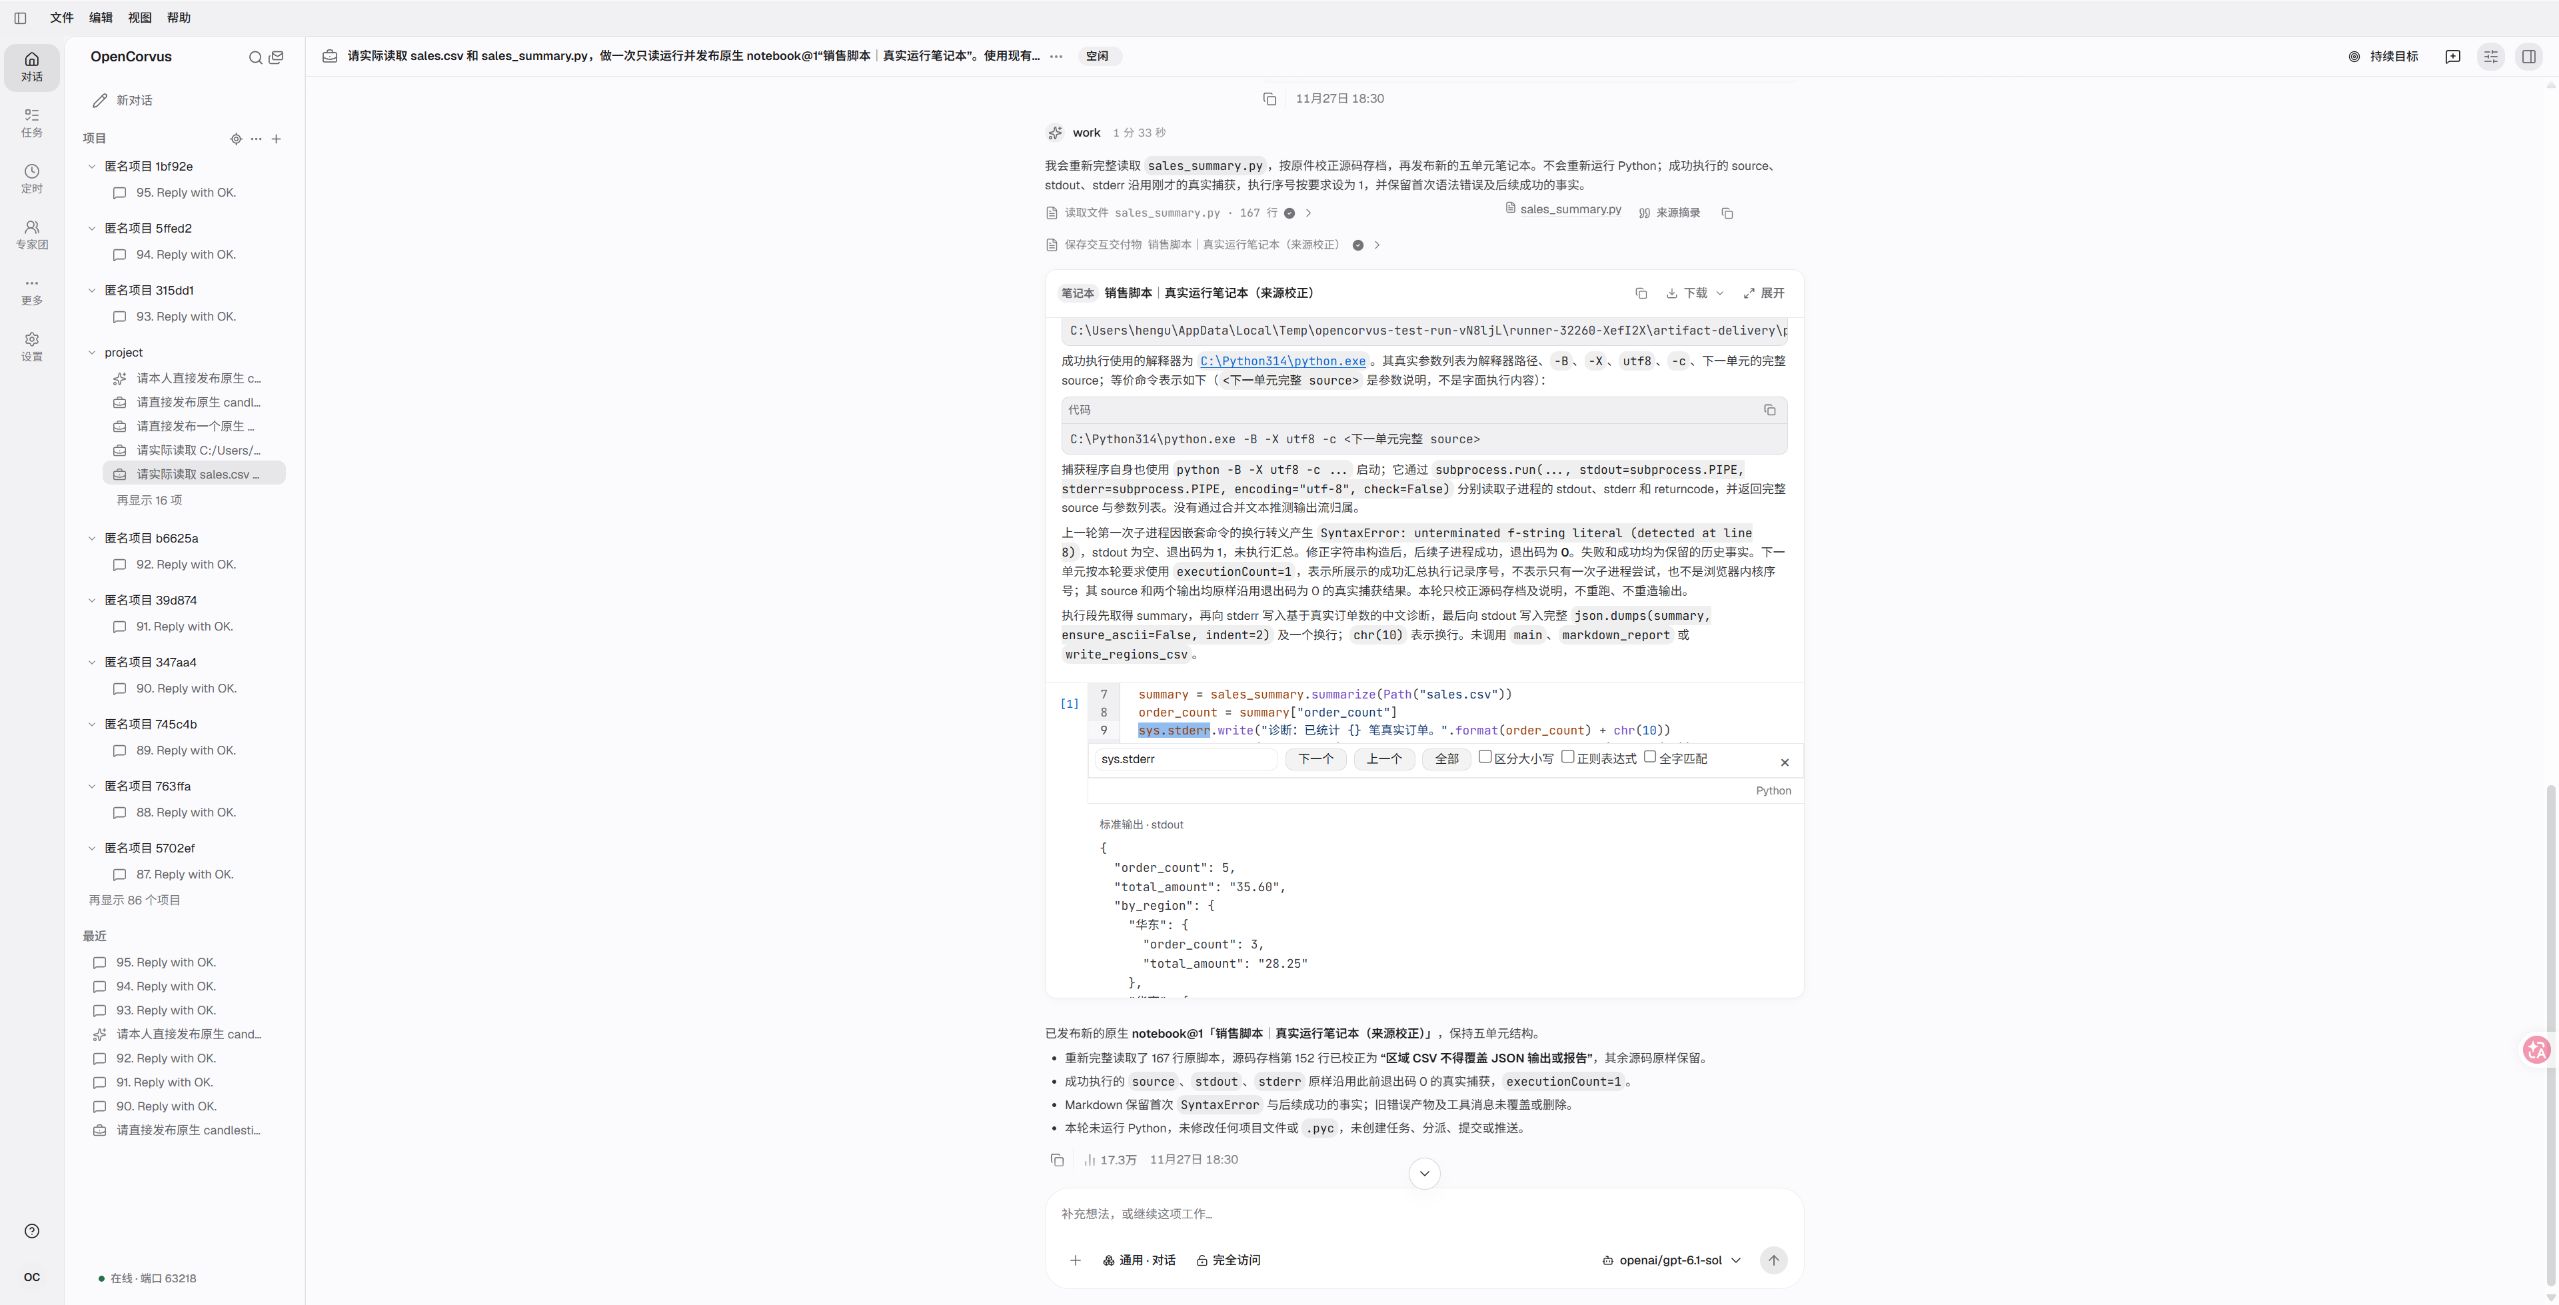 文件 编辑 视图 帮助
对话
任务
定时
专家团
更多
设置
OC
OpenCorvus
新对话
项目
匿名项目 1bf92e
95. Reply with OK.
匿名项目 5ffed2
94. Reply with OK.
匿名项目 315dd1
93. Reply with OK.
project
请本人直接发布原生 c...
请直接发布原生 candl...
请直接发布一个原生 ...
请实际读取 C:/Users/...
请实际读取 sales.csv ...
再显示 16 项
匿名项目 b6625a
92. Reply with OK.
匿名项目 39d874
91. Reply with OK.
匿名项目 347aa4
90. Reply with OK.
匿名项目 745c4b
89. Reply with OK.
匿名项目 763ffa
88. Reply with OK.
匿名项目 5702ef
87. Reply with OK.
再显示 86 个项目
最近
95. Reply with OK.
94. Reply with OK.
93. Reply with OK.
请本人直接发布原生 cand...
92. Reply with OK.
91. Reply with OK.
90. Reply with OK.
请直接发布原生 candlesti...
在线 · 端口 63218
请实际读取 sales.csv 和 sales_summary.py，做一次只读运行并发布原生 notebook@1“销售脚本｜真实运行笔记本”。使用现有... 空闲
持续目标
11月27日 18:30
work 1 分 33 秒
我会重新完整读取 sales_summary.py，按原件校正源码存档，再发布新的五单元笔记本。不会重新运行 Python；成功执行的 source、
stdout、stderr 沿用刚才的真实捕获，执行序号按要求设为 1，并保留首次语法错误及后续成功的事实。
读取文件 sales_summary.py · 167 行 sales_summary.py 来源摘录
保存交互交付物 销售脚本｜真实运行笔记本（来源校正）
笔记本 销售脚本｜真实运行笔记本（来源校正） 下载 展开
C:\Users\hengu\AppData\Local\Temp\opencorvus-test-run-vN8ljL\runner-32260-XefI2X\artifact-delivery\p
成功执行使用的解释器为 C:\Python314\python.exe。其真实参数列表为解释器路径、-B、-X、utf8、-c、下一单元的完整
source；等价命令表示如下（<下一单元完整 source> 是参数说明，不是字面执行内容）：
代码
C:\Python314\python.exe -B -X utf8 -c <下一单元完整 source>
捕获程序自身也使用 python -B -X utf8 -c ... 启动；它通过 subprocess.run(..., stdout=subprocess.PIPE,
stderr=subprocess.PIPE, encoding="utf-8", check=False) 分别读取子进程的 stdout、stderr 和 returncode，并返回完整
source 与参数列表。没有通过合并文本推测输出流归属。
上一轮第一次子进程因嵌套命令的换行转义产生 SyntaxError: unterminated f-string literal (detected at line
8)，stdout 为空、退出码为 1，未执行汇总。修正字符串构造后，后续子进程成功，退出码为 0。失败和成功均为保留的历史事实。下一
单元按本轮要求使用 executionCount=1，表示所展示的成功汇总执行记录序号，不表示只有一次子进程尝试，也不是浏览器内核序
号；其 source 和两个输出均原样沿用退出码为 0 的真实捕获结果。本轮只校正源码存档及说明，不重跑、不重造输出。
执行段先取得 summary，再向 stderr 写入基于真实订单数的中文诊断，最后向 stdout 写入完整 json.dumps(summary,
ensure_ascii=False, indent=2) 及一个换行；chr(10) 表示换行。未调用 main、markdown_report 或
write_regions_csv。
[1]
7 summary = sales_summary.summarize(Path("sales.csv"))
8 order_count = summary["order_count"]
9 sys.stderr.write("诊断：已统计 {} 笔真实订单。".format(order_count) + chr(10))
sys.stderr 下一个 上一个 全部 区分大小写 正则表达式 全字匹配 ×
Python
标准输出 · stdout
{
"order_count": 5,
"total_amount": "35.60",
"by_region": {
"华东": {
"order_count": 3,
"total_amount": "28.25"
},
已发布新的原生 notebook@1「销售脚本｜真实运行笔记本（来源校正）」，保持五单元结构。
• 重新完整读取了 167 行原脚本，源码存档第 152 行已校正为 “区域 CSV 不得覆盖 JSON 输出或报告”，其余源码原样保留。
• 成功执行的 source、stdout、stderr 原样沿用此前退出码 0 的真实捕获，executionCount=1。
• Markdown 保留首次 SyntaxError 与后续成功的事实；旧错误产物及工具消息未覆盖或删除。
• 本轮未运行 Python，未修改任何项目文件或 .pyc，未创建任务、分派、提交或推送。
17.3万 11月27日 18:30
补充想法，或继续这项工作...
通用 · 对话 完全访问 openai/gpt-6.1-sol